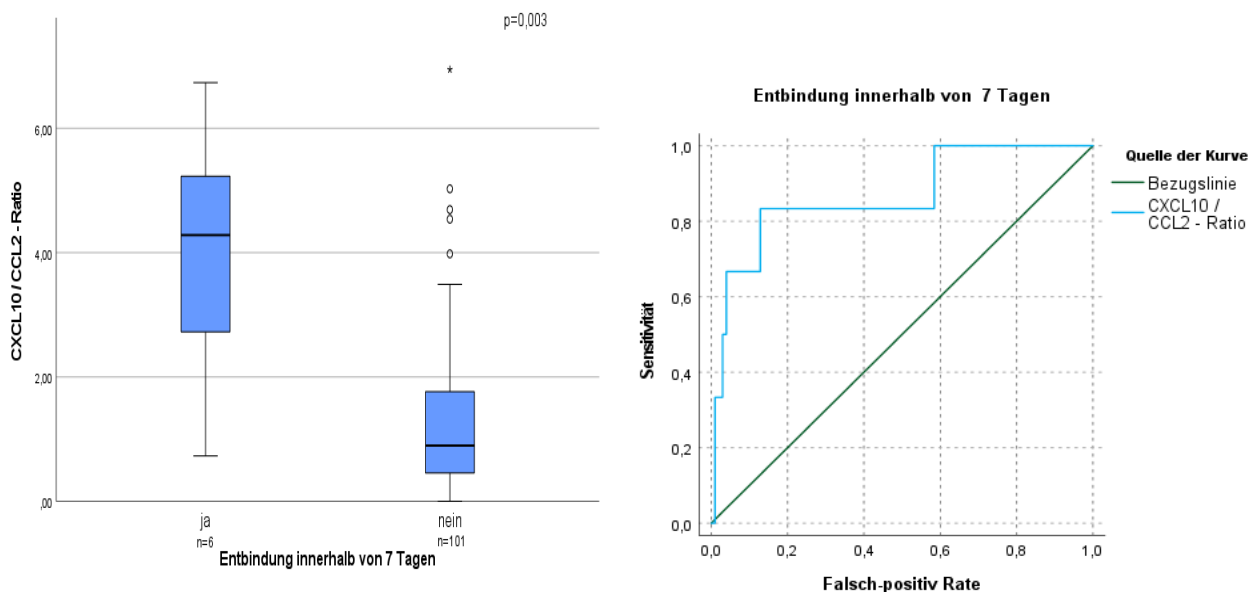 p=0,003
CXCL10 / CCL2 - Ratio
6,00
4,00
2,00
,00
*
ja
nein
n=6
n=101
Entbindung innerhalb von 7 Tagen
Entbindung innerhalb von 7 Tagen
Sensitivität
1,0
0,8
0,6
0,4
0,2
0,0
0,0
0,2
0,4
0,6
0,8
1,0
Falsch-positiv Rate
Quelle der Kurve
Bezugslinie
CXCL10 /
CCL2 - Ratio